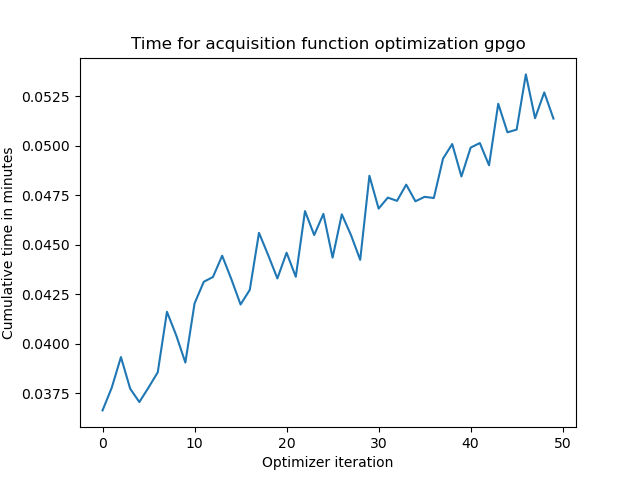 Time for acquisition function optimization gpgo
0.0525
0.0500
0.0475
0.0450
0.0425
0.0400
0.0375
Cumulative time in minutes
0 10 20 30 40 50
Optimizer iteration